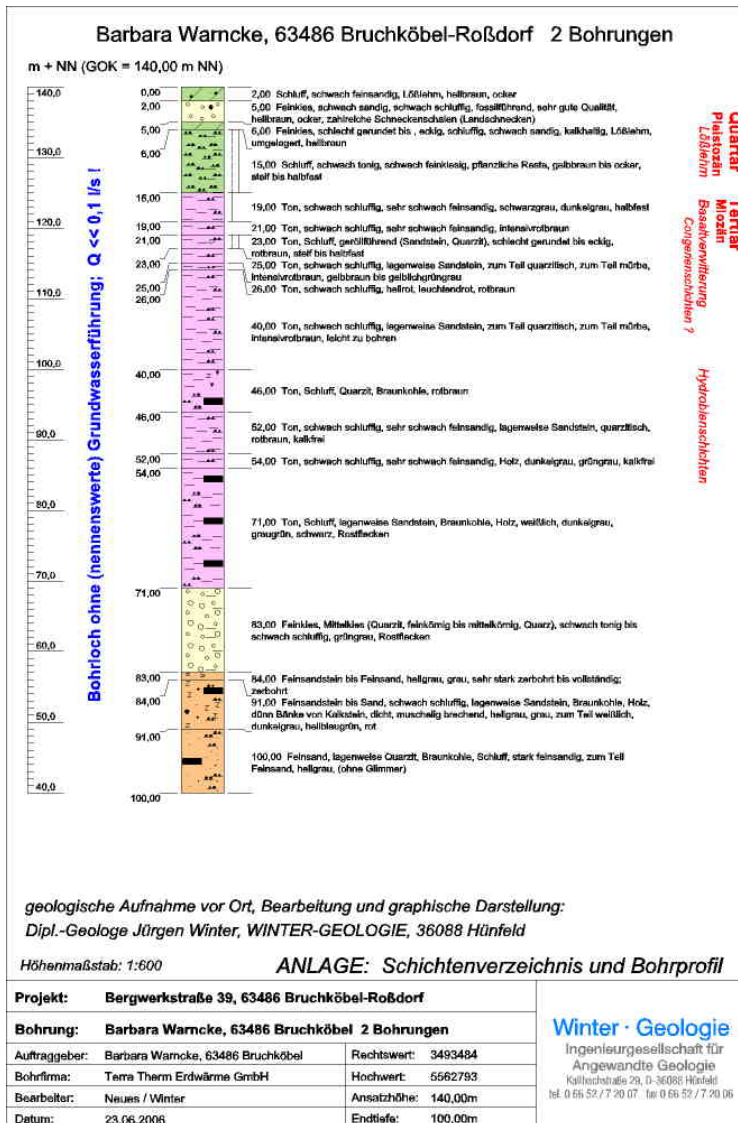 Barbara Warncke, 63486 Bruchköbel-Roßdorf   2 Bohrungen
m + NN (GOK = 140,00 m NN)
140,0
130,0
120,0
110,0
100,0
90,0
80,0
70,0
60,0
50,0
40,0
Bohrloch ohne (nennenswerte) Grundwasserführung; Q << 0,1 l/s !
0,00
2,00
5,00
6,00
15,00
19,00
21,00
23,00
25,00
26,00
40,00
46,00
52,00
54,00
71,00
83,00
84,00
91,00
100,00
2,00 Schluff, schwach feinsandig, Lößlehm, hellbraun, ocker
5,00 Feinkies, schwach sandig, schwach schluffig, fossilführend, sehr gute Qualität,
hellbraun, ocker, zahlreiche Schneckenschalen (Landschnecken)
6,00 Feinkies, schlecht gerundet bis , eckig, schluffig, schwach sandig, kalkhaltig, Lößlehm,
umgelagert, hellbraun
15,00 Schluff, schwach tonig, schwach feinkiesig, pflanzliche Reste, gelbbraun bis ocker,
steif bis halbfest
19,00 Ton, schwach schluffig, sehr schwach feinsandig, schwarzgrau, dunkelgrau, halbfest
21,00 Ton, schwach schluffig, sehr schwach feinsandig, intensivrotbraun
23,00 Ton, Schluff, geröllführend (Sandstein, Quarzit), schlecht gerundet bis eckig,
rotbraun, steif bis halbfest
25,00 Ton, schwach schluffig, lagenweise Sandstein, zum Teil quarzitisch, zum Teil mürbe,
intensivrotbraun, gelbbraun bis gelblichgrüngrau
26,00 Ton, schwach schluffig, hellrot, leuchtendrot, rotbraun
40,00 Ton, schwach schluffig, lagenweise Sandstein, zum Teil quarzitisch, zum Teil mürbe,
intensivrotbraun, leicht zu bohren
46,00 Ton, Schluff, Quarzit, Braunkohle, rotbraun
52,00 Ton, schwach schluffig, sehr schwach feinsandig, lagenweise Sandstein, quarzitisch,
rotbraun, kalkfrei
54,00 Ton, schwach schluffig, sehr schwach feinsandig, Holz, dunkelgrau, grüngrau, kalkfrei
71,00 Ton, Schluff, lagenweise Sandstein, Braunkohle, Holz, weißlich, dunkelgrau,
graugrün, schwarz, Rostflecken
83,00 Feinkies, Mittelkies (Quarzit, feinkörnig bis mittelkörnig, Quarz), schwach tonig bis
schwach schluffig, grüngrau, Rostflecken
84,00 Feinsandstein bis Feinsand, hellgrau, grau, sehr stark zerbohrt bis vollständig;
zerbohrt
91,00 Feinsandstein bis Sand, schwach schluffig, lagenweise Sandstein, Braunkohle, Holz,
dünn Bänke von Kalkstein, dicht, muschelig brechend, hellgrau, grau, zum Teil weißlich,
dunkelgrau, hellblaugrün, rot
100,00 Feinsand, lagenweise Quarzit, Braunkohle, Schluff, stark feinsandig, zum Teil
Feinsand, hellgrau, (ohne Glimmer)
Quartär
Pleistozän
Lößlehm
Tertiär
Miozän
Basaltverwitterung
Congerienschichten ?
Hydrobienschichten
geologische Aufnahme vor Ort, Bearbeitung und graphische Darstellung:
Dipl.-Geologe Jürgen Winter, WINTER-GEOLOGIE, 36088 Hünfeld
Höhenmaßstab: 1:600
ANLAGE:  Schichtenverzeichnis und Bohrprofil
Projekt: Bergwerkstraße 39, 63486 Bruchköbel-Roßdorf
Bohrung: Barbara Warncke, 63486 Bruchköbel  2 Bohrungen
Auftraggeber: Barbara Warncke, 63486 Bruchköbel Rechtswert: 3493484
Bohrfirma: Terra Therm Erdwärme GmbH Hochwert: 5562793
Bearbeiter: Neues / Winter Ansatzhöhe: 140,00m
Datum: 23.06.2006 Endtiefe: 100,00m
Winter · Geologie
Ingenieurgesellschaft für
Angewandte Geologie
29, D-36088 Hünfeld
tel. 0 66 52 / 7 20 07  fax 0 66 52 / 7 20 06